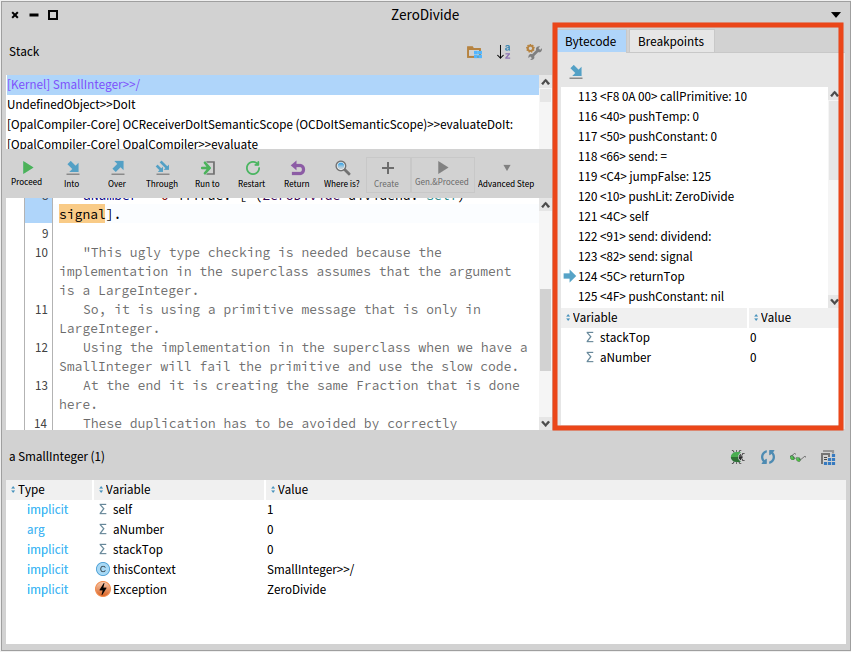 ZeroDivide
Stack
[Kernel] SmallInteger>>/
UndefinedObject>>DoIt
[OpalCompiler-Core] OCReceiverDoItSemanticScope (OCDoItSemanticScope)>>evaluateDoIt:
[OpalCompiler-Core] OpalCompiler>>evaluate
Proceed Into Over Through Run to Restart Return Where is? Create Gen.&Proceed Advanced Step
signal].
9
10 "This ugly type checking is needed because the
implementation in the superclass assumes that the argument
is a LargeInteger.
11 So, it is using a primitive message that is only in
LargeInteger.
12 Using the implementation in the superclass when we have a
SmallInteger will fail the primitive and use the slow code.
13 At the end it is creating the same Fraction that is done
here.
14 These duplication has to be avoided by correctly
Bytecode Breakpoints
113 <F8 0A 00> callPrimitive: 10
116 <40> pushTemp: 0
117 <50> pushConstant: 0
118 <66> send: =
119 <C4> jumpFalse: 125
120 <10> pushLit: ZeroDivide
121 <4C> self
122 <91> send: dividend:
123 <82> send: signal
124 <5C> returnTop
125 <4F> pushConstant: nil
Variable Value
Σ stackTop 0
Σ aNumber 0
a SmallInteger (1)
Type Variable Value
implicit Σ self 1
arg Σ aNumber 0
implicit Σ stackTop 0
implicit C thisContext SmallInteger>>/
implicit Exception ZeroDivide